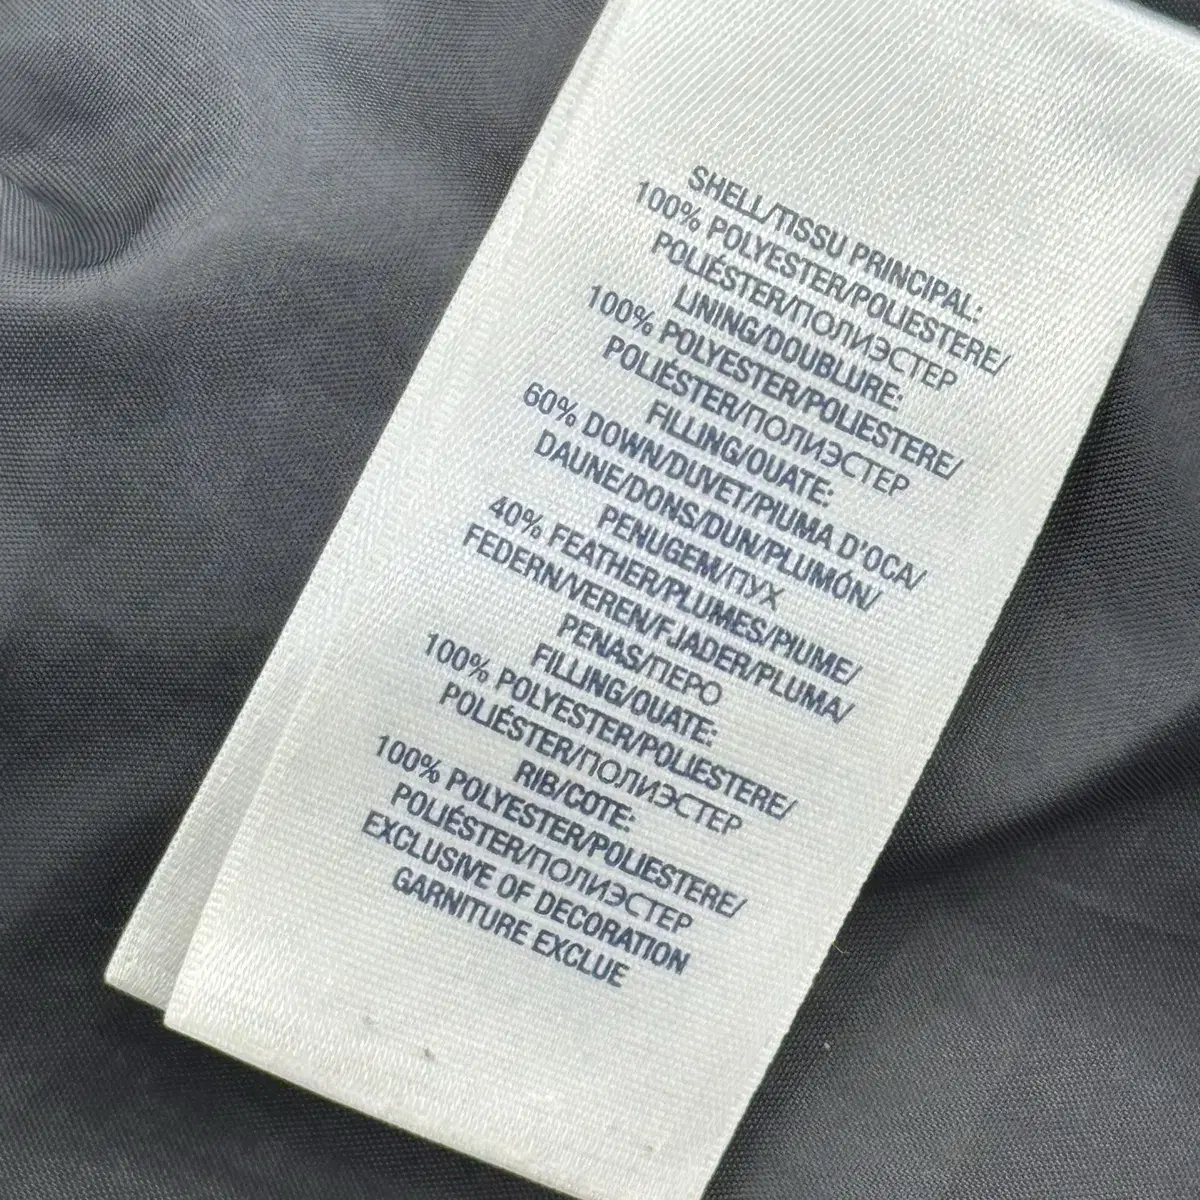 SHELL/TISSU PRINCIPAL:
100% POLYESTER/POLIESTERE/
POLIÉSTER/ПОЛИЭСТЕР
LINING/DOUBLURE:
100% POLYESTER/POLIESTERE/
POLIÉSTER/ПОЛИЭСТЕР
FILLING/OUATE:
60% DOWN/DUVET/PIUMA D'OCA/
DAUNE/DONS/DUN/PLUMÓN/
PENUGEM/ПУХ
40% FEATHER/PLUMES/PIUME/
FEDERN/VEREN/FJADER/PLUMA/
PENAS/ПЕРО
FILLING/OUATE:
100% POLYESTER/POLIESTERE/
POLIÉSTER/ПОЛИЭСТЕР
RIB/COTE:
100% POLYESTER/POLIESTERE/
POLIÉSTER/ПОЛИЭСТЕР
EXCLUSIVE OF DECORATION
GARNITURE EXCLUE